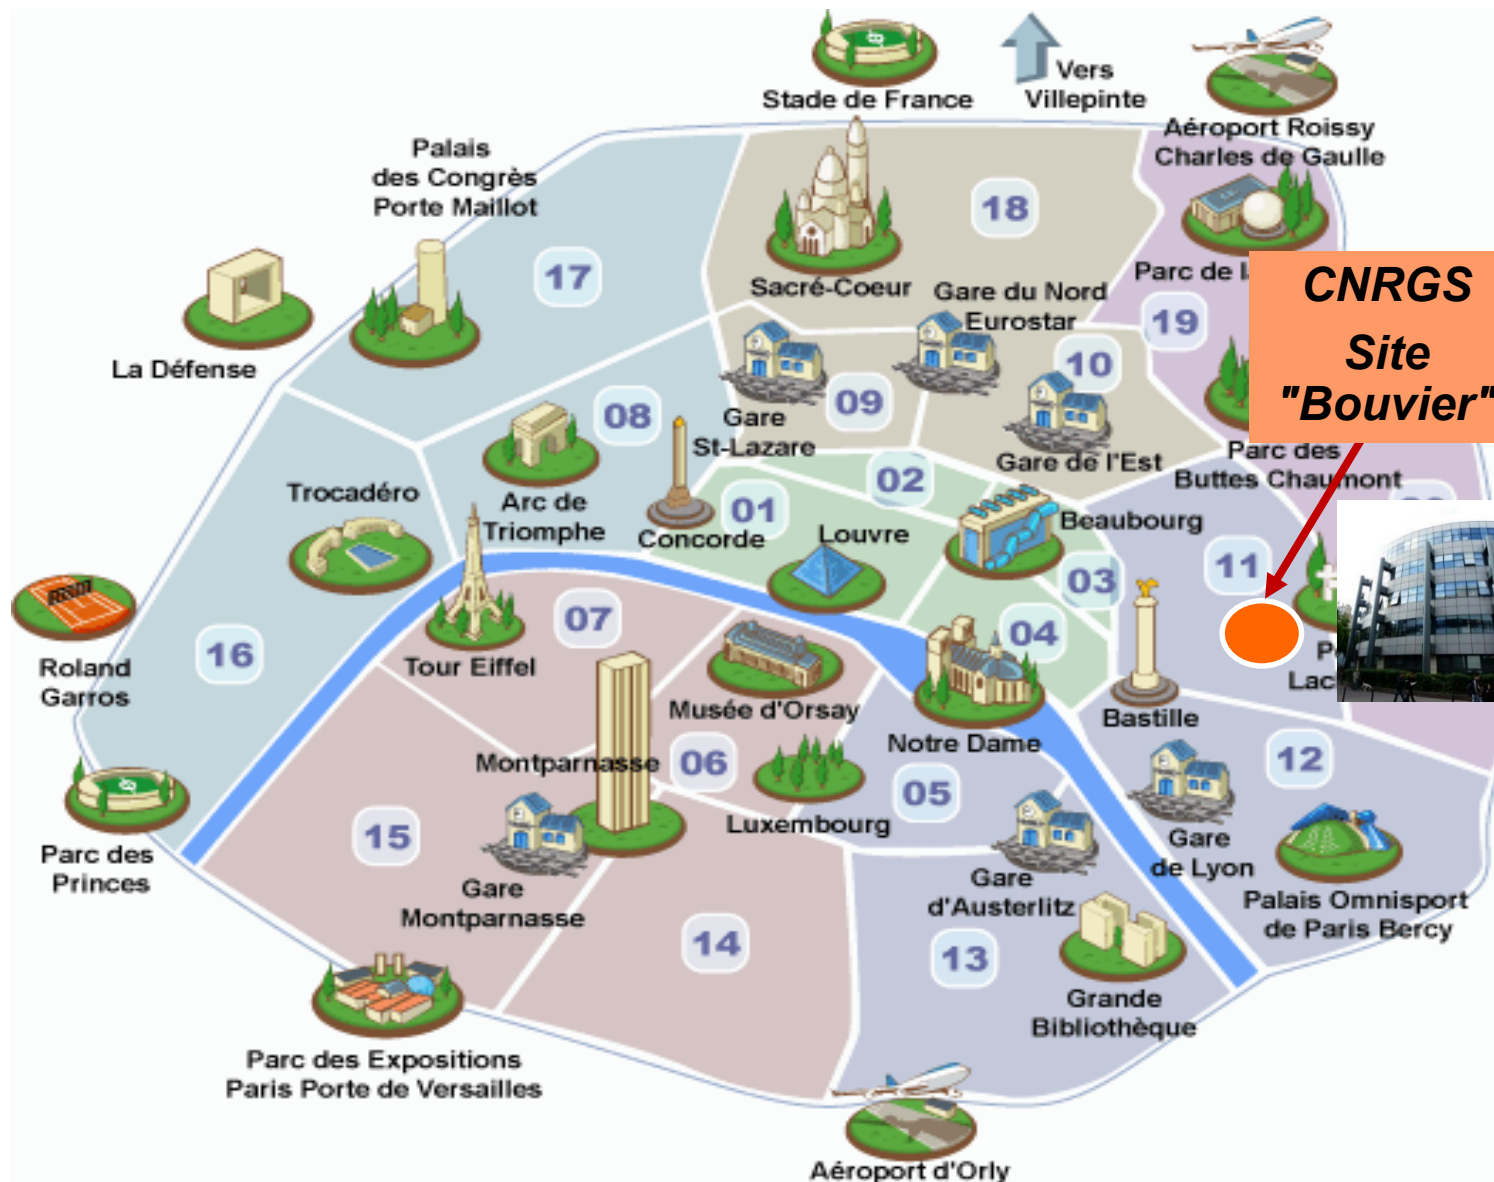 Stade de France
Vers
Villepinte
Aéroport Roissy
Charles de Gaulle
Palais
des Congrès
Porte Maillot
18
17
Sacré-Coeur
Parc de
CNRGS
Site
"Bouvier"
Gare du Nord
Eurostar
19
10
La Défense
09
08
Gare
St-Lazare
Gare de l'Est
Parc des
Buttes Chaumont
02
Trocadéro
Arc de
Triomphe
01
Concorde
Louvre
Beaubourg
11
03
07
04
16
Tour Eiffel
Roland
Garros
Musée d'Orsay
Bastille
Notre Dame
Montparnasse
06
12
05
Luxembourg
15
Parc des
Princes
Gare
Montparnasse
Gare
de Lyon
Gare
d'Austerlitz
Palais Omnisport
de Paris Bercy
14
13
Grande
Bibliothèque
Parc des Expositions
Paris Porte de Versailles
Aéroport d'Orly